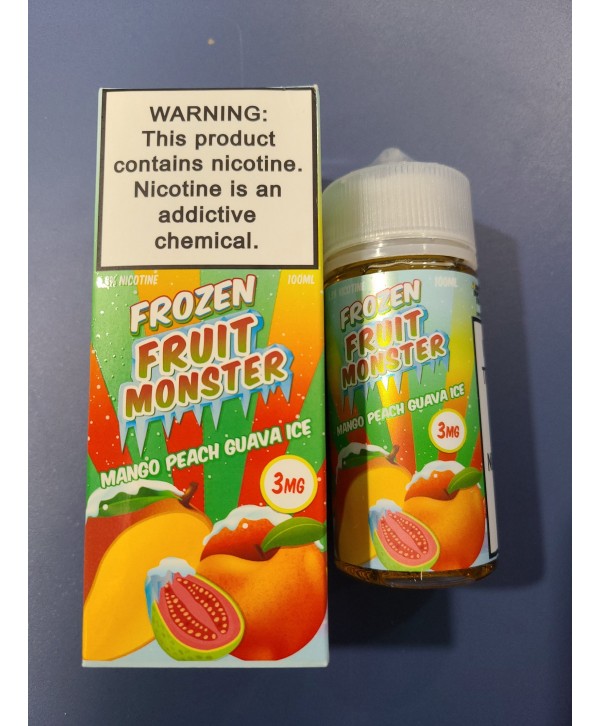 WARNING:
This product
contains nicotine.
Nicotine is an
addictive
chemical.
NICOTINE 100ML
FROZEN
FRUIT
MONSTER
MANGO PEACH GUAVA ICE
3MG
NICOTINE 100ML
FROZEN
FRUIT
MONSTER
MANGO PEACH GUAVA ICE
3MG